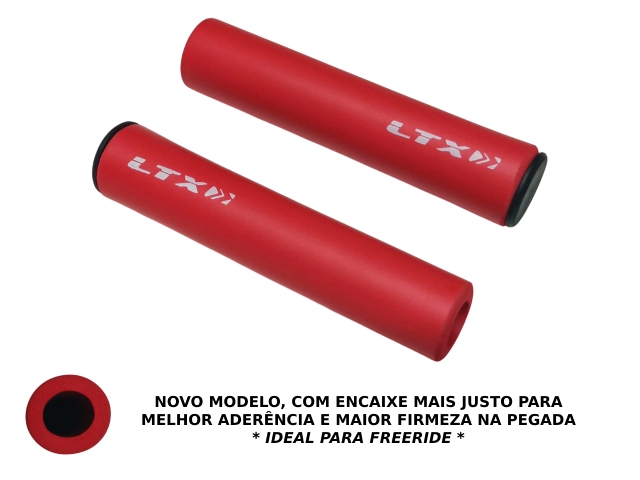 LTX
LTX
NOVO MODELO, COM ENCAIXE MAIS JUSTO PARA
MELHOR ADERÊNCIA E MAIOR FIRMEZA NA PEGADA
* IDEAL PARA FREERIDE *